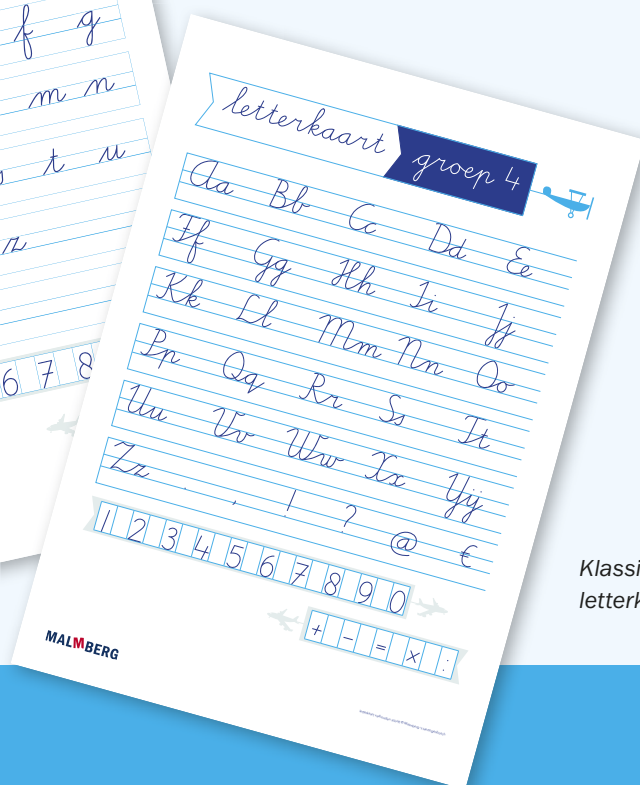 f g
m n
t u
z
6 7 8
letterkaart groep 4
Aa Bb Cc Dd Ee
Ff Gg Hh Ii Jj
Kk Ll Mm Nn Oo
Pp Qq Rr Ss Tt
Uu Vv Ww Xx Yÿ
Zz . , ! ? @ €
1 2 3 4 5 6 7 8 9 0
+ - = x :
MALMBERG
Klassi
letterk